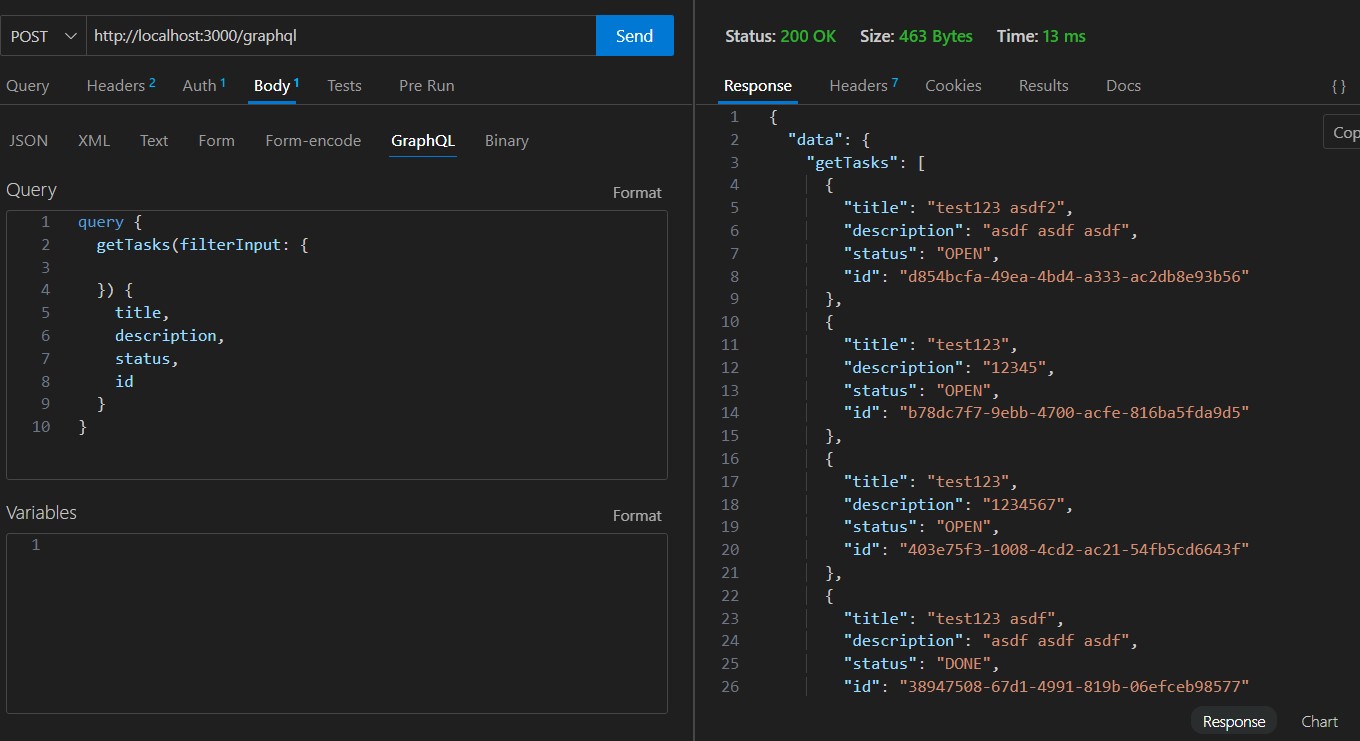 POST http://localhost:3000/graphql Send
Query Headers 2 Auth 1 Body 1 Tests Pre Run
JSON XML Text Form Form-encode GraphQL Binary
Query Format
1 query {
2 getTasks(filterInput: {
3
4 }) {
5 title,
6 description,
7 status,
8 id
9 }
10 }
Variables Format
1
Status: 200 OK Size: 463 Bytes Time: 13 ms
Response Headers 7 Cookies Results Docs { }
Cop
1 {
2 "data": {
3 "getTasks": [
4 {
5 "title": "test123 asdf2",
6 "description": "asdf asdf asdf",
7 "status": "OPEN",
8 "id": "d854bcfa-49ea-4bd4-a333-ac2db8e93b56"
9 },
10 {
11 "title": "test123",
12 "description": "12345",
13 "status": "OPEN",
14 "id": "b78dc7f7-9ebb-4700-acfe-816ba5fda9d5"
15 },
16 {
17 "title": "test123",
18 "description": "1234567",
19 "status": "OPEN",
20 "id": "403e75f3-1008-4cd2-ac21-54fb5cd6643f"
21 },
22 {
23 "title": "test123 asdf",
24 "description": "asdf asdf asdf",
25 "status": "DONE",
26 "id": "38947508-67d1-4991-819b-06efceb98577"
Response Chart